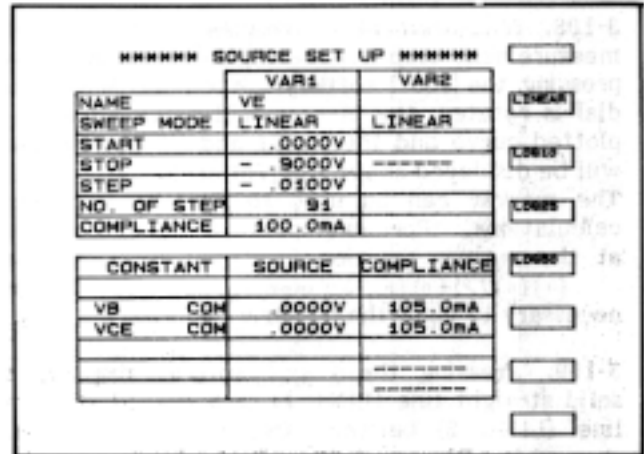 ****** SOURCE SET UP ******
VAR1 VAR2
NAME VE
SWEEP MODE LINEAR LINEAR
START .0000V
STOP - .9000V ------
STEP - .0100V
NO. OF STEP 91
COMPLIANCE 100.0mA
CONSTANT SOURCE COMPLIANCE
VB COM .0000V 105.0mA
VCE COM .0000V 105.0mA
------
------
LINEAR
LOG10
LOG25
LOG50